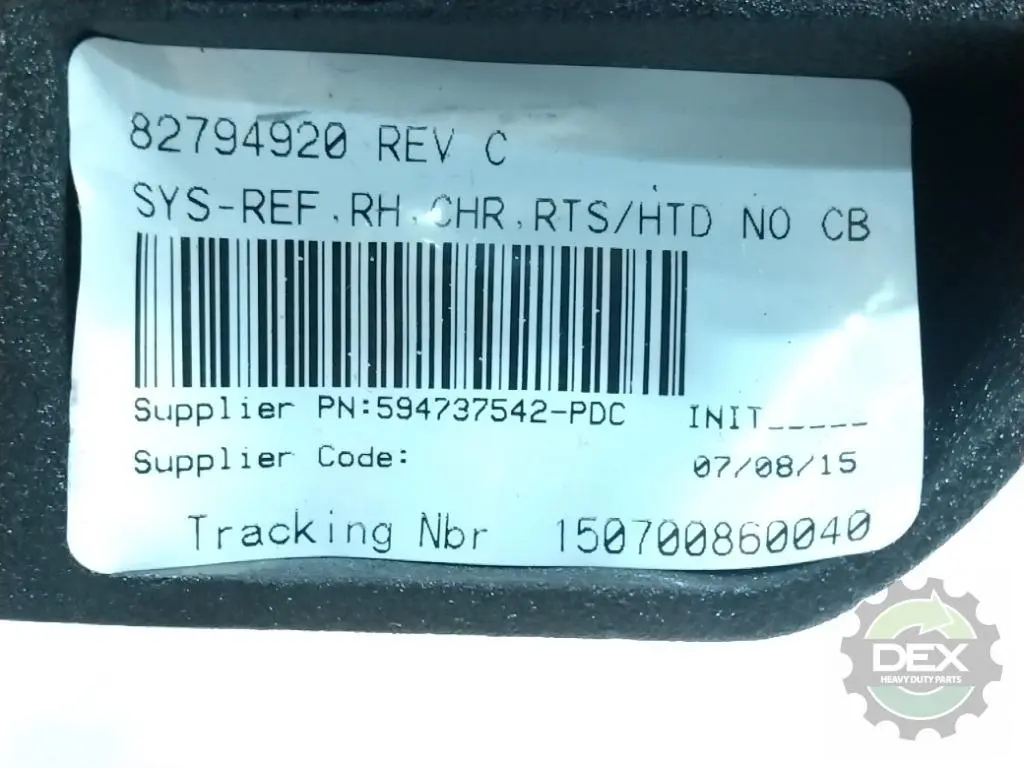 82794920 REV C
SYS-REF,RH,CHR,RTS/HTD NO CB
Supplier PN:594737542-PDC INIT_____
Supplier Code: 07/08/15
Tracking Nbr 150700860040
DEX
HEAVY DUTY PARTS